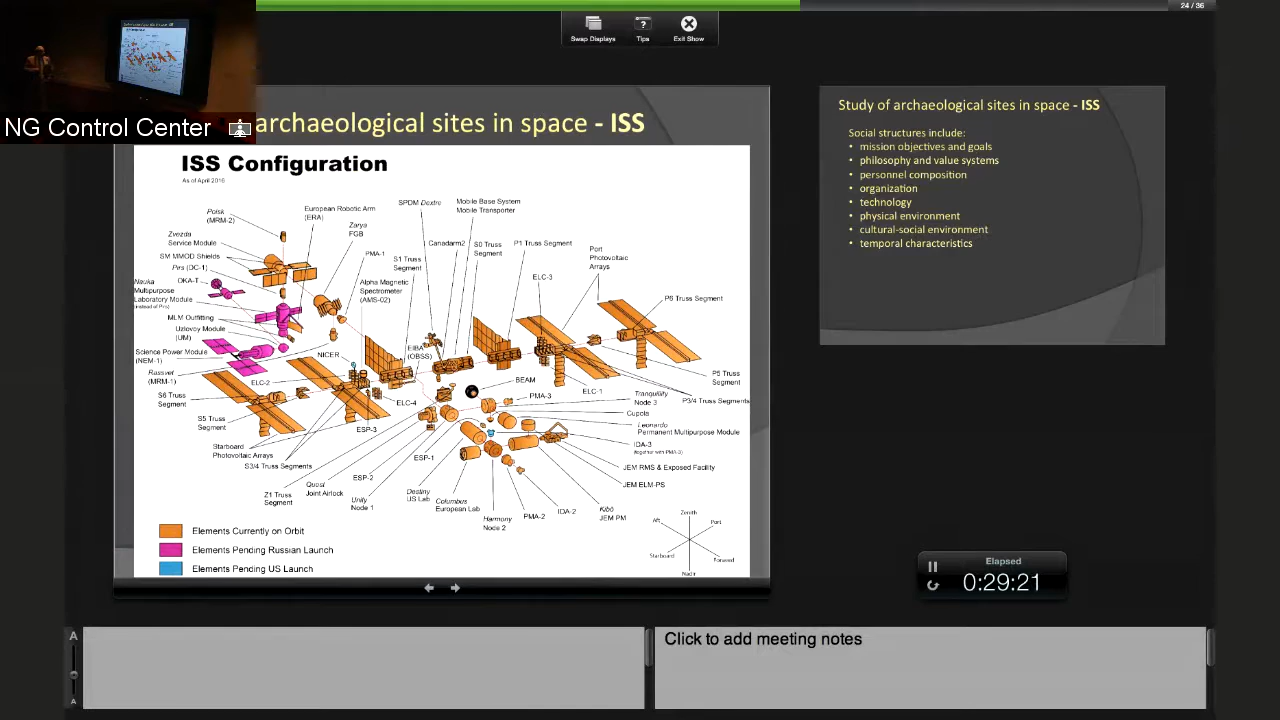 24 / 36
Swap Displays
Tips
Exit Show
NG Control Center
archaeological sites in space - ISS
ISS Configuration
As of April 2016
Polsk
(MRM-2)
European Robotic Arm
(ERA)
SPDM Dextre
Mobile Base System
Mobile Transporter
Zvezda
Service Module
Zarya
FGB
Canadarm2
S0 Truss
Segment
P1 Truss Segment
Port
Photovoltaic
Arrays
SM MMOD Shields
PMA-1
S1 Truss
Segment
Pirs (DC-1)
ELC-3
OKA-T
Nauka
Multipurpose
Laboratory Module
(instead of Pirs)
Alpha Magnetic
Spectrometer
(AMS-02)
P6 Truss Segment
MLM Outfitting
Uzlovoy Module
(UM)
Science Power Module
(NEM-1)
NICER
EIBA
(OBSS)
Rassvet
(MRM-1)
ELC-2
BEAM
P5 Truss
Segment
S6 Truss
Segment
ELC-4
PMA-3
ELC-1
Tranquility
Node 3
P3/4 Truss Segments
Cupola
S5 Truss
Segment
ESP-3
Leonardo
Permanent Multipurpose Module
Starboard
Photovoltaic Arrays
IDA-3
(together with PMA-3)
S3/4 Truss Segments
ESP-1
JEM RMS & Exposed Facility
ESP-2
JEM ELM-PS
Z1 Truss
Segment
Quest
Joint Airlock
Unity
Node 1
Destiny
US Lab
Columbus
European Lab
Harmony
Node 2
PMA-2
IDA-2
Kibō
JEM PM
Zenith
Aft
Port
Starboard
Forward
Nadir
Elements Currently on Orbit
Elements Pending Russian Launch
Elements Pending US Launch
Study of archaeological sites in space - ISS
Social structures include:
• mission objectives and goals
• philosophy and value systems
• personnel composition
• organization
• technology
• physical environment
• cultural-social environment
• temporal characteristics
Elapsed
0:29:21
A
A
Click to add meeting notes